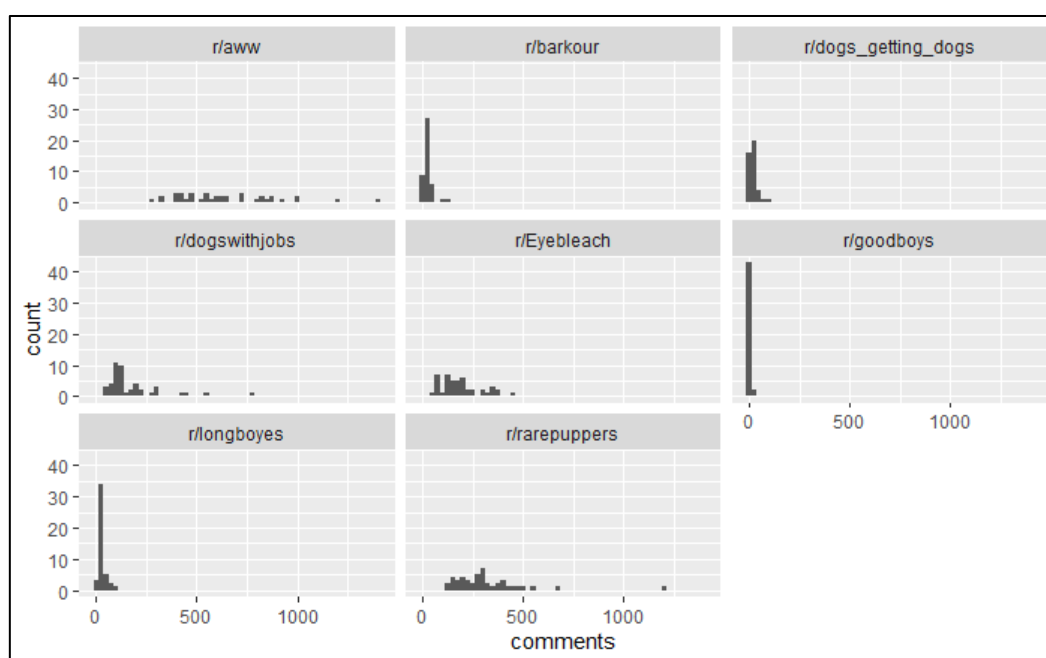 r/aww r/barkour r/dogs_getting_dogs
40
30
20
10
0
r/dogswithjobs r/Eyebleach r/goodboys
40
30
20
10
0
count
0 500 1000
r/longboyes r/rarepuppers
40
30
20
10
0
0 500 1000 0 500 1000
comments